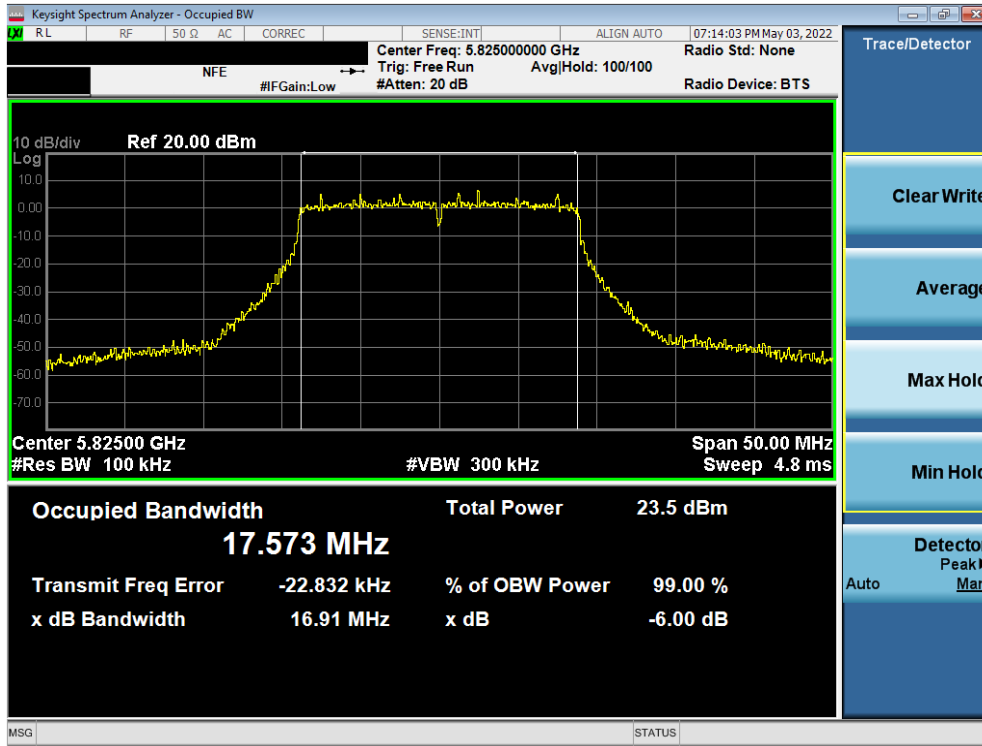 Keysight Spectrum Analyzer - Occupied BW
LXI RL RF 50 Ω AC CORREC SENSE:INT ALIGN AUTO 07:14:03 PM May 03, 2022
Center Freq: 5.825000000 GHz Radio Std: None
NFE Trig: Free Run Avg|Hold: 100/100
#IFGain:Low #Atten: 20 dB Radio Device: BTS
Trace/Detector
10 dB/div Ref 20.00 dBm
Log
10.0
0.00
-10.0
-20.0
-30.0
-40.0
-50.0
-60.0
-70.0
Center 5.82500 GHz Span 50.00 MHz
#Res BW 100 kHz #VBW 300 kHz Sweep 4.8 ms
Occupied Bandwidth Total Power 23.5 dBm
17.573 MHz
Transmit Freq Error -22.832 kHz % of OBW Power 99.00 %
x dB Bandwidth 16.91 MHz x dB -6.00 dB
Clear Write
Average
Max Hold
Min Hold
Detector
Peak
Auto Man
MSG STATUS